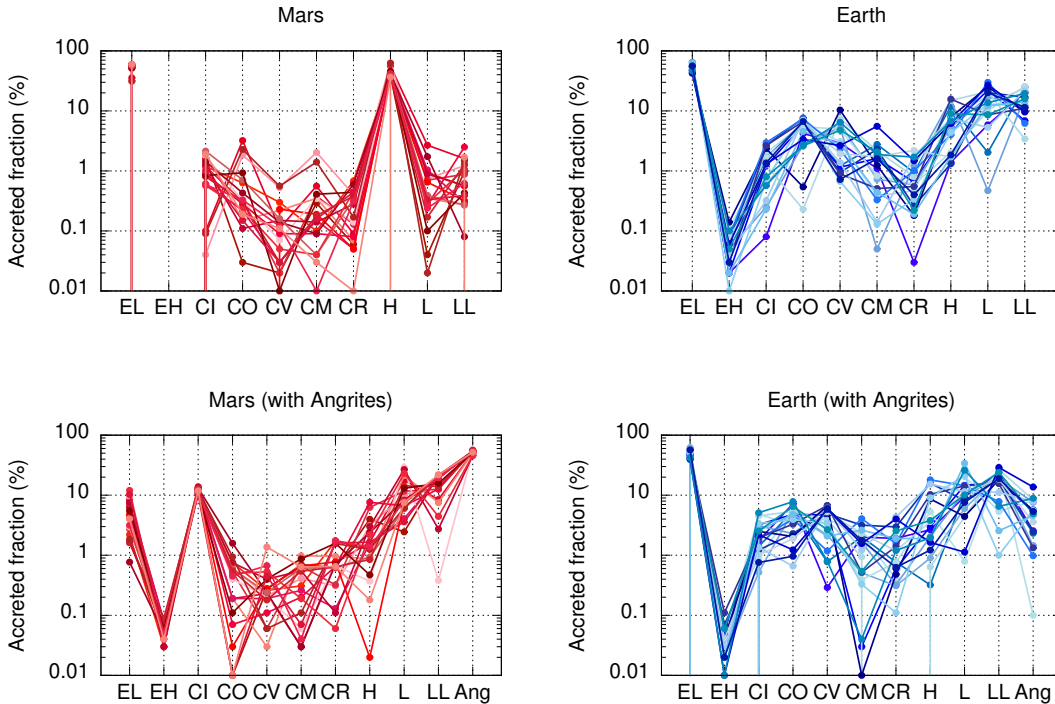 Mars
Accreted fraction (%)
100
10
1
0.1
0.01
EL EH CI CO CV CM CR H L LL
Earth
Accreted fraction (%)
100
10
1
0.1
0.01
EL EH CI CO CV CM CR H L LL
Mars (with Angrites)
Accreted fraction (%)
100
10
1
0.1
0.01
EL EH CI CO CV CM CR H L LL Ang
Earth (with Angrites)
Accreted fraction (%)
100
10
1
0.1
0.01
EL EH CI CO CV CM CR H L LL Ang